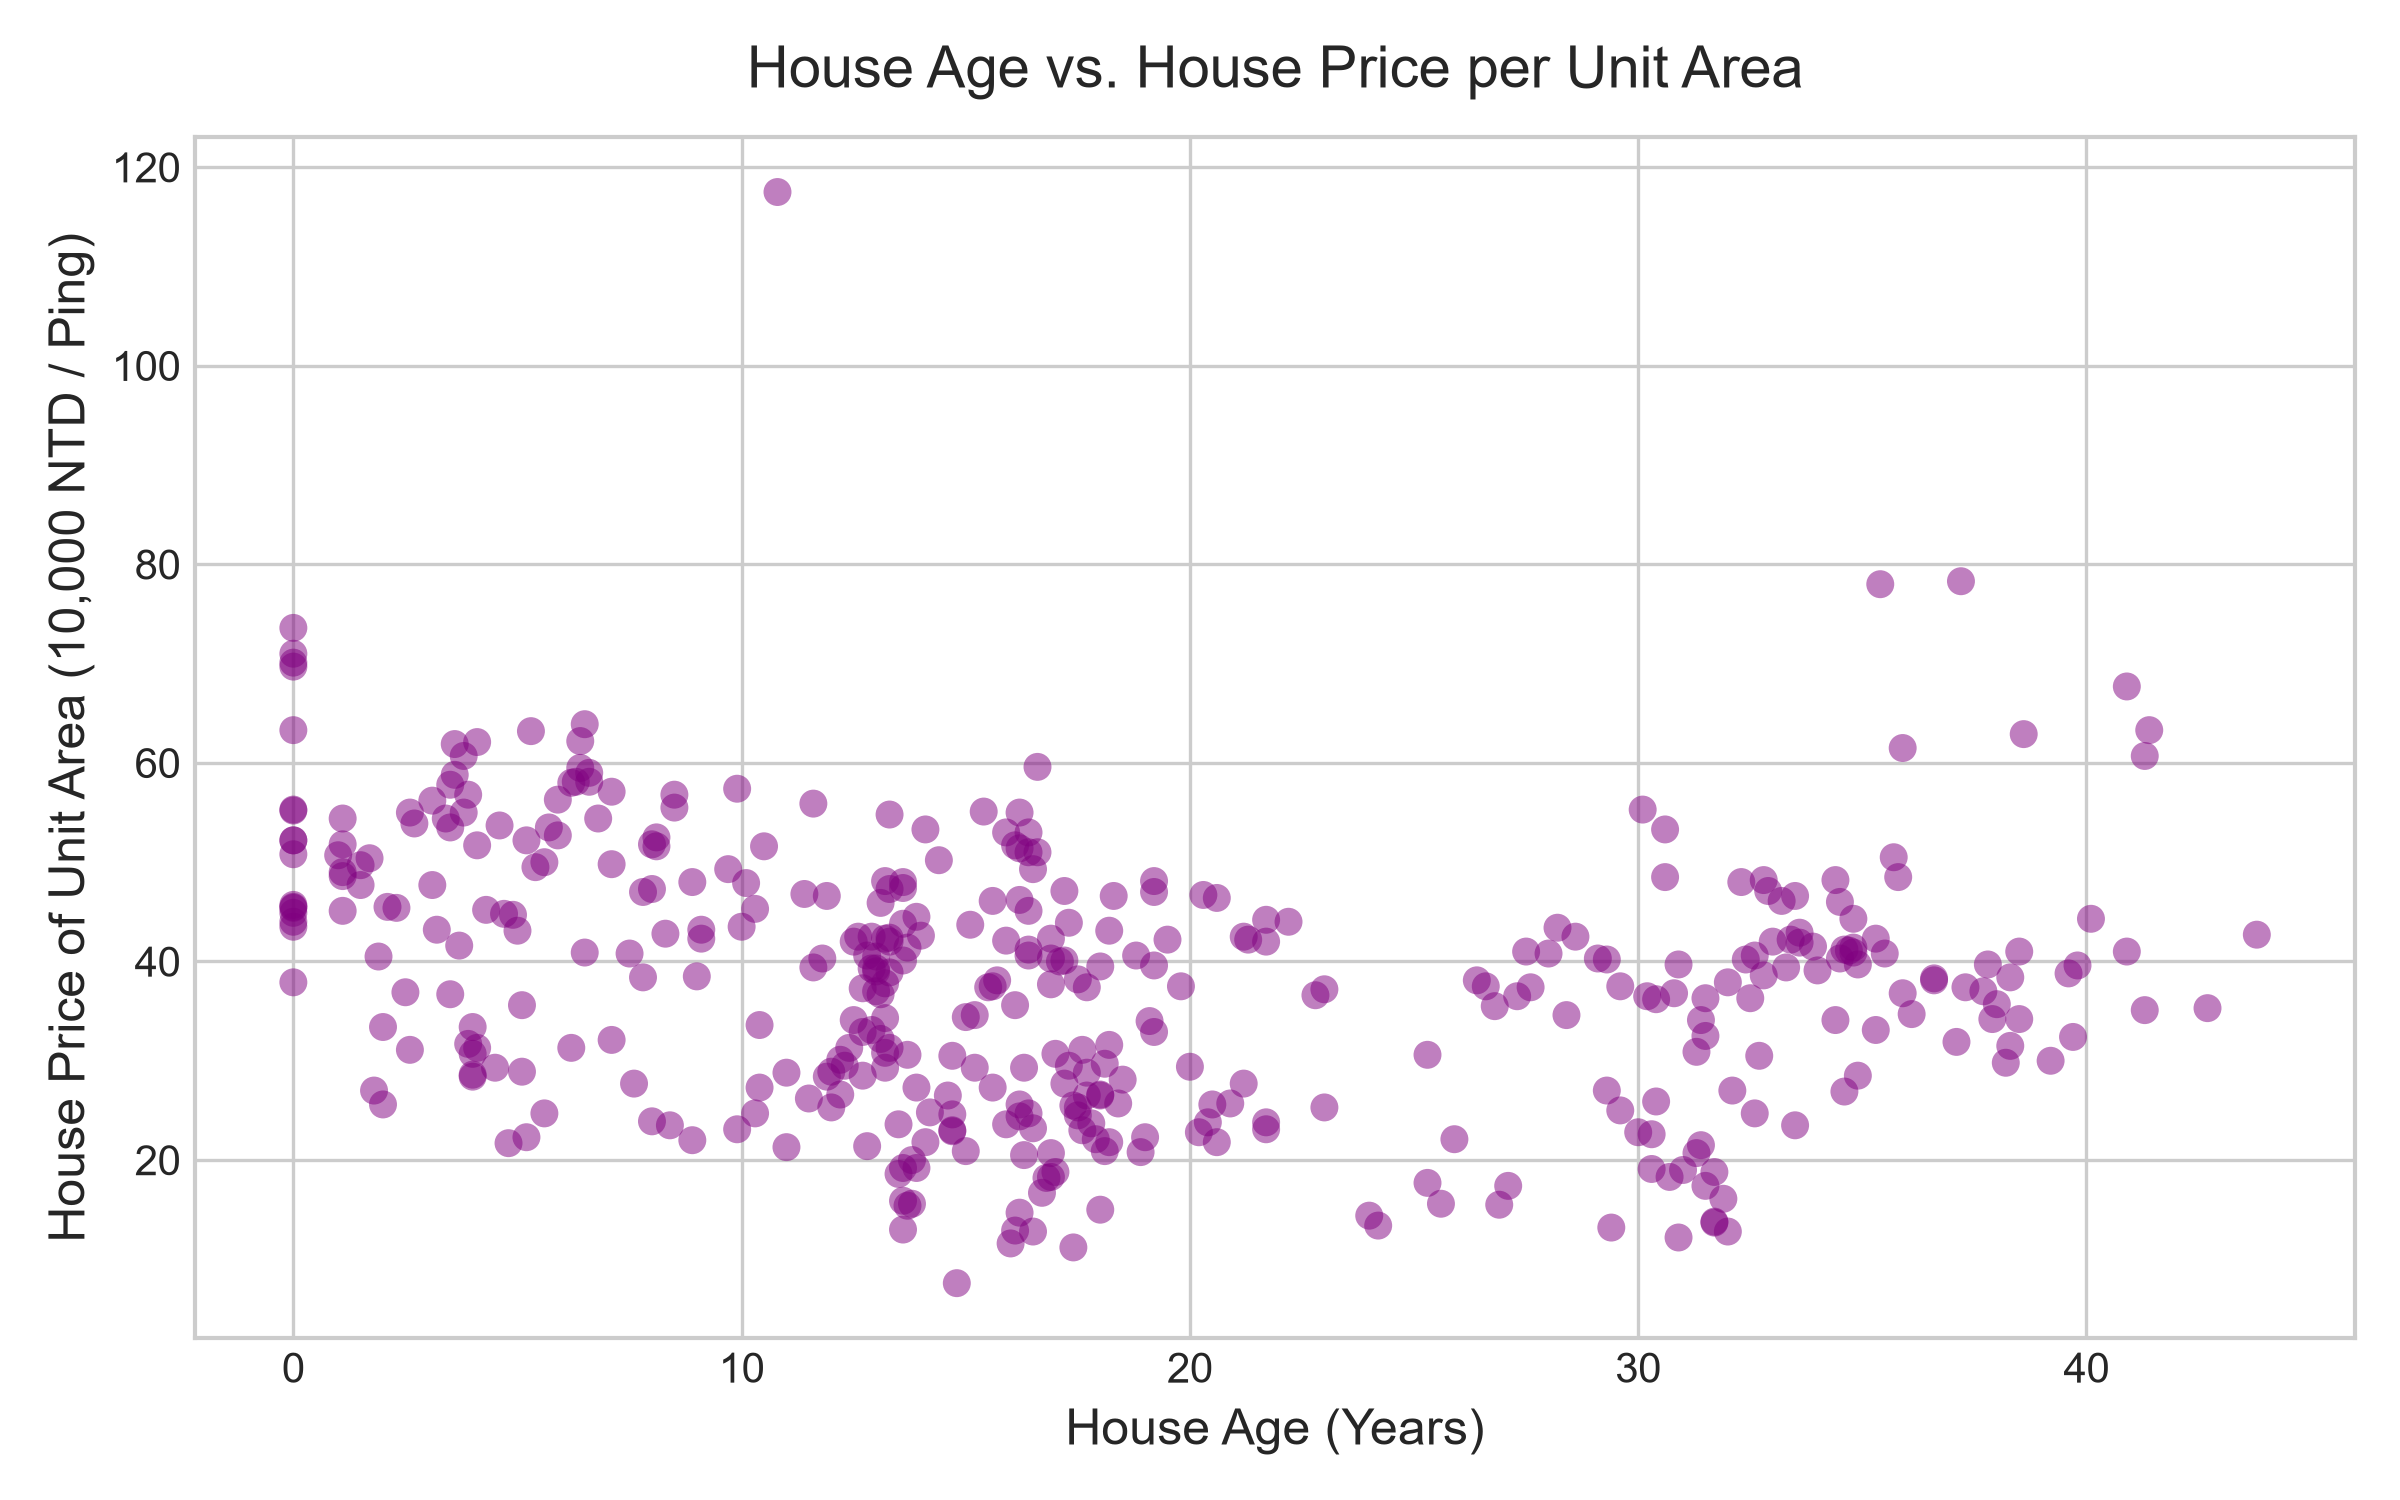 House Age vs. House Price per Unit Area
House Price of Unit Area (10,000 NTD / Ping)
120
100
80
60
40
20
0 10 20 30 40
House Age (Years)